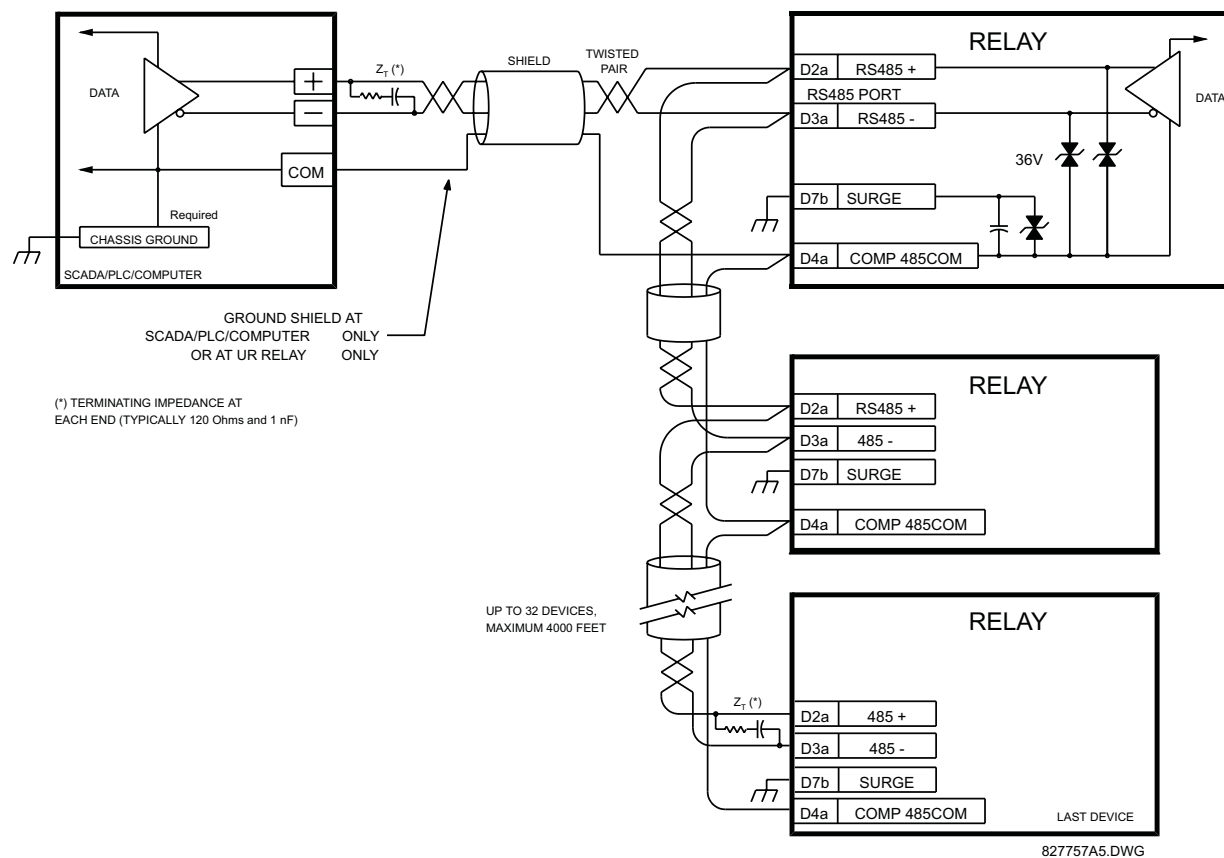 DATA
Z_T (*)
+
−
COM
Required
CHASSIS GROUND
SCADA/PLC/COMPUTER
SHIELD
TWISTED
PAIR
GROUND SHIELD AT
SCADA/PLC/COMPUTER ONLY
OR AT UR RELAY ONLY
(*) TERMINATING IMPEDANCE AT
EACH END (TYPICALLY 120 Ohms and 1 nF)
RELAY
D2a RS485 +
RS485 PORT
D3a RS485 -
DATA
36V
D7b SURGE
D4a COMP 485COM
RELAY
D2a RS485 +
D3a 485 -
D7b SURGE
D4a COMP 485COM
UP TO 32 DEVICES,
MAXIMUM 4000 FEET
RELAY
Z_T (*)
D2a 485 +
D3a 485 -
D7b SURGE
D4a COMP 485COM
LAST DEVICE
827757A5.DWG